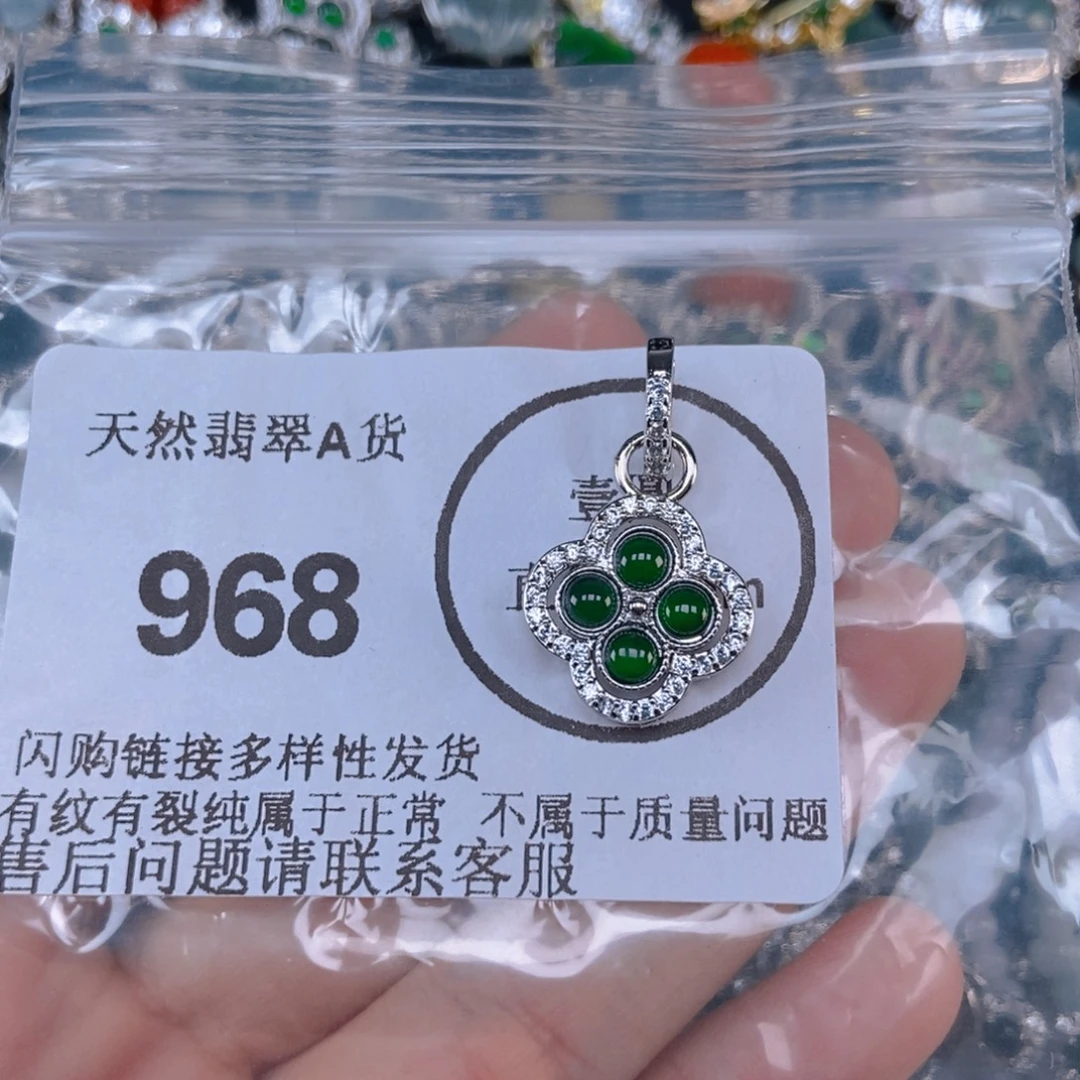 天然翡翠A货
壹
968
闪购链接多样性发货
有纹有裂纯属于正常 不属于质量问题
售后问题请联系客服